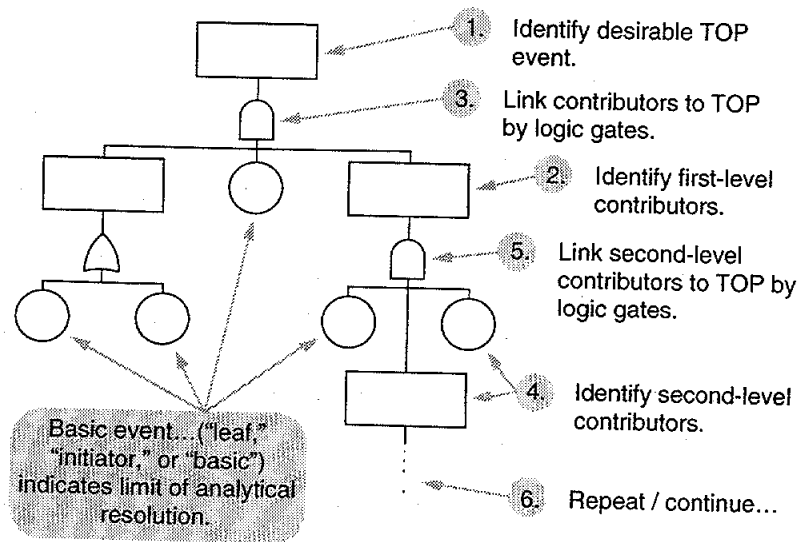 1. Identify desirable TOP
event.
3. Link contributors to TOP
by logic gates.
2. Identify first-level
contributors.
5. Link second-level
contributors to TOP by
logic gates.
4. Identify second-level
contributors.
Basic event...("leaf,"
"initiator," or "basic")
indicates limit of analytical
resolution.
6. Repeat / continue...